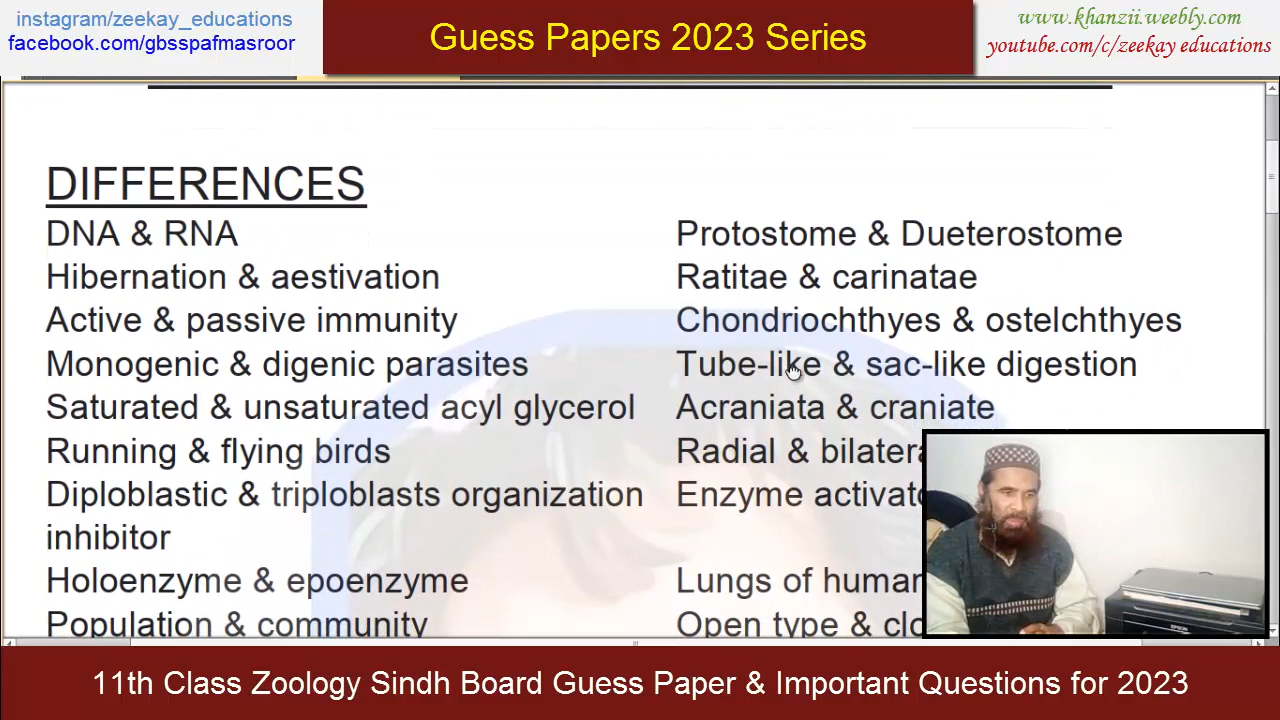 instagram/zeekay_educations
facebook.com/gbsspafmasroor
Guess Papers 2023 Series
www.khanzii.weebly.com
youtube.com/c/zeekay educations
DIFFERENCES
DNA & RNA
Protostome & Dueterostome
Hibernation & aestivation
Ratitae & carinatae
Active & passive immunity
Chondriochthyes & ostelchthyes
Monogenic & digenic parasites
Tube-like & sac-like digestion
Saturated & unsaturated acyl glycerol
Acraniata & craniate
Running & flying birds
Radial & bilatera
Diploblastic & triploblasts organization
Enzyme activato
inhibitor
Holoenzyme & epoenzyme
Lungs of human
Population & community
Open type & clo
EPSON
11th Class Zoology Sindh Board Guess Paper & Important Questions for 2023